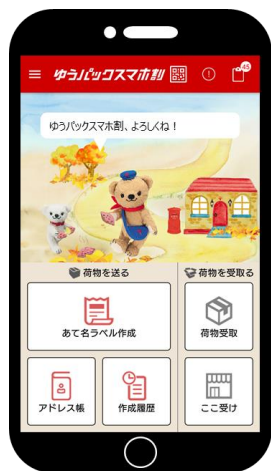 ゆうパックスマホ割
45
ゆうパックスマホ割、よろしくね！
荷物を送る
荷物を受取る
あて名ラベル作成
荷物受取
アドレス帳
作成履歴
ここ受け